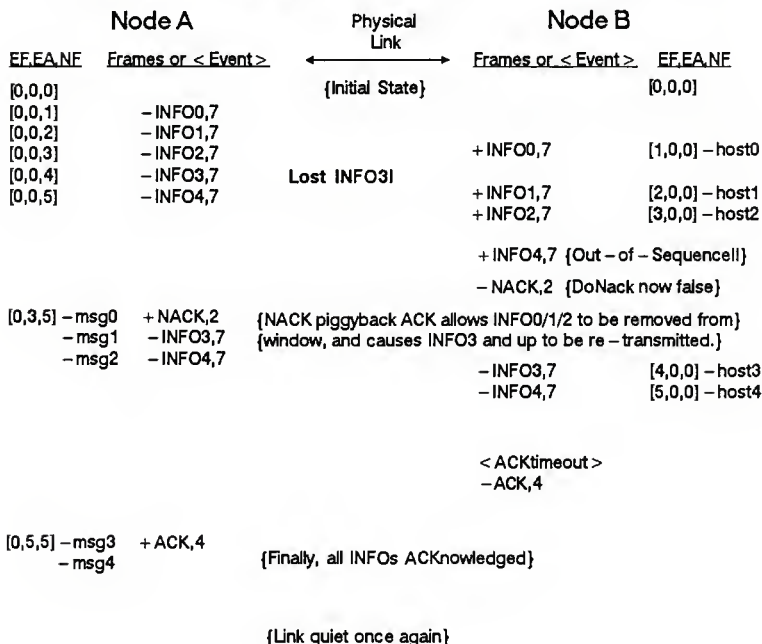 Node A Physical Link Node B
EF,EA,NF Frames or < Event > Frames or < Event > EF,EA,NF
[0,0,0] {Initial State} [0,0,0]
[0,0,1] –INFO0,7
[0,0,2] –INFO1,7
[0,0,3] –INFO2,7 +INFO0,7 [1,0,0] –host0
[0,0,4] –INFO3,7 Lost INFO3!
[0,0,5] –INFO4,7 +INFO1,7 [2,0,0] –host1
+INFO2,7 [3,0,0] –host2
+INFO4,7 {Out–of–Sequence!!}
–NACK,2 {DoNack now false}
[0,3,5] –msg0 +NACK,2 {NACK piggyback ACK allows INFO0/1/2 to be removed from}
–msg1 –INFO3,7 {window, and causes INFO3 and up to be re–transmitted.}
–msg2 –INFO4,7
–INFO3,7 [4,0,0] –host3
–INFO4,7 [5,0,0] –host4
< ACKtimeout >
–ACK,4
[0,5,5] –msg3 +ACK,4
–msg4 {Finally, all INFOs ACKnowledged}
{Link quiet once again}